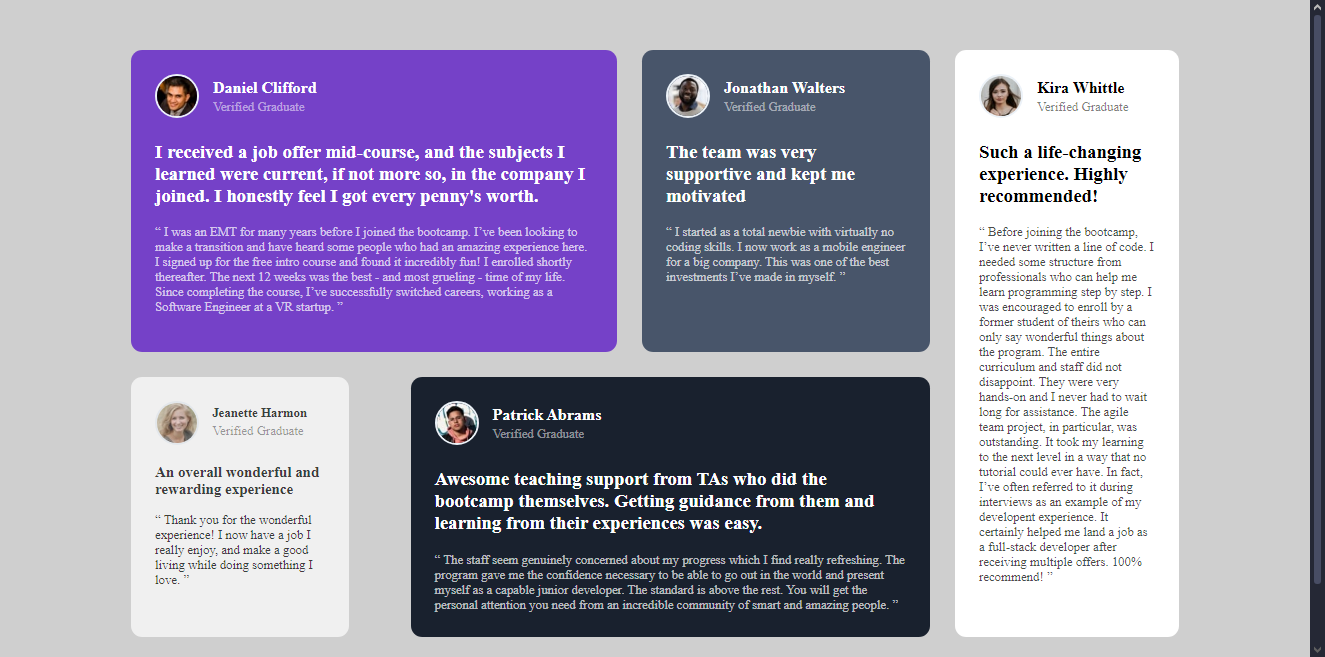 Daniel Clifford
Verified Graduate
I received a job offer mid-course, and the subjects I
learned were current, if not more so, in the company I
joined. I honestly feel I got every penny's worth.
“ I was an EMT for many years before I joined the bootcamp. I’ve been looking to
make a transition and have heard some people who had an amazing experience here.
I signed up for the free intro course and found it incredibly fun! I enrolled shortly
thereafter. The next 12 weeks was the best - and most grueling - time of my life.
Since completing the course, I’ve successfully switched careers, working as a
Software Engineer at a VR startup. ”
Jonathan Walters
Verified Graduate
The team was very
supportive and kept me
motivated
“ I started as a total newbie with virtually no
coding skills. I now work as a mobile engineer
for a big company. This was one of the best
investments I’ve made in myself. ”
Kira Whittle
Verified Graduate
Such a life-changing
experience. Highly
recommended!
“ Before joining the bootcamp,
I’ve never written a line of code. I
needed some structure from
professionals who can help me
learn programming step by step. I
was encouraged to enroll by a
former student of theirs who can
only say wonderful things about
the program. The entire
curriculum and staff did not
disappoint. They were very
hands-on and I never had to wait
long for assistance. The agile
team project, in particular, was
outstanding. It took my learning
to the next level in a way that no
tutorial could ever have. In fact,
I’ve often referred to it during
interviews as an example of my
developent experience. It
certainly helped me land a job as
a full-stack developer after
receiving multiple offers. 100%
recommend! ”
Jeanette Harmon
Verified Graduate
An overall wonderful and
rewarding experience
“ Thank you for the wonderful
experience! I now have a job I
really enjoy, and make a good
living while doing something I
love. ”
Patrick Abrams
Verified Graduate
Awesome teaching support from TAs who did the
bootcamp themselves. Getting guidance from them and
learning from their experiences was easy.
“ The staff seem genuinely concerned about my progress which I find really refreshing. The
program gave me the confidence necessary to be able to go out in the world and present
myself as a capable junior developer. The standard is above the rest. You will get the
personal attention you need from an incredible community of smart and amazing people. ”